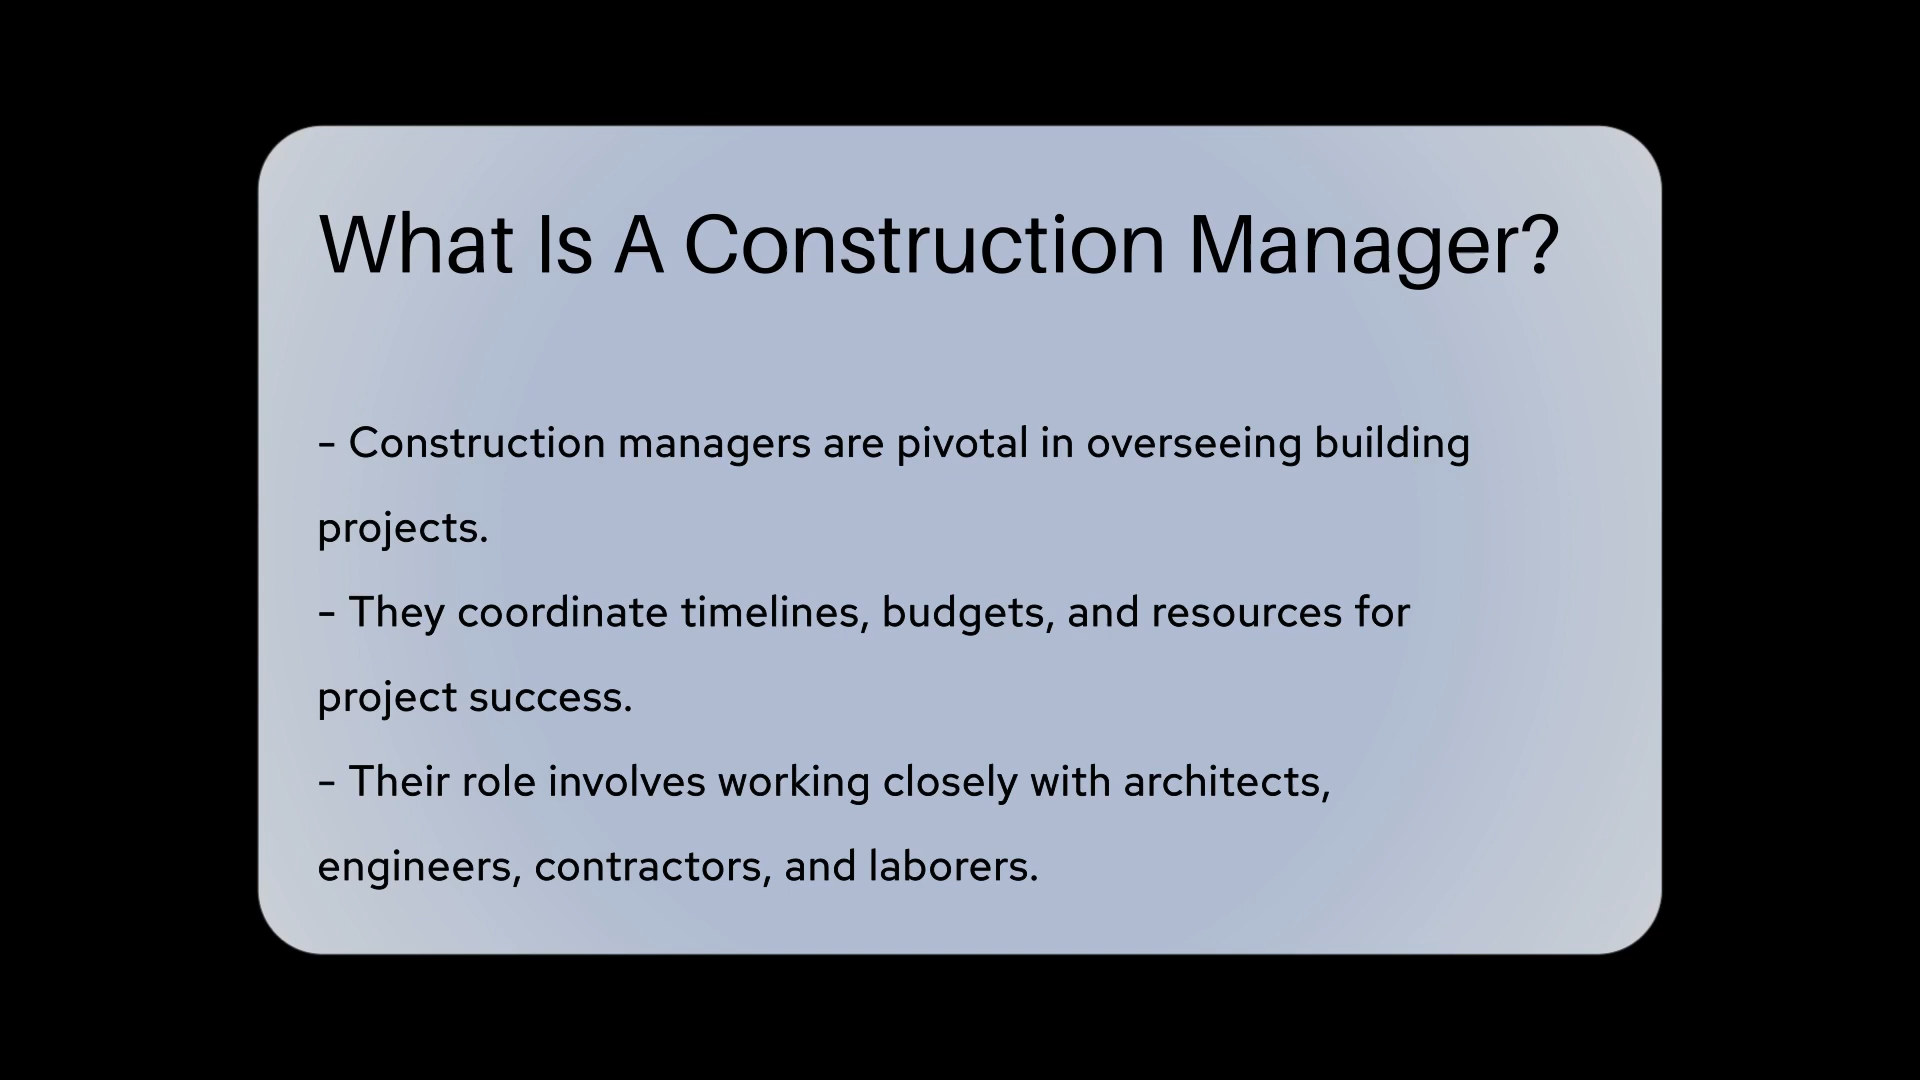 What Is A Construction Manager?
- Construction managers are pivotal in overseeing building
projects.
- They coordinate timelines, budgets, and resources for
project success.
- Their role involves working closely with architects,
engineers, contractors, and laborers.